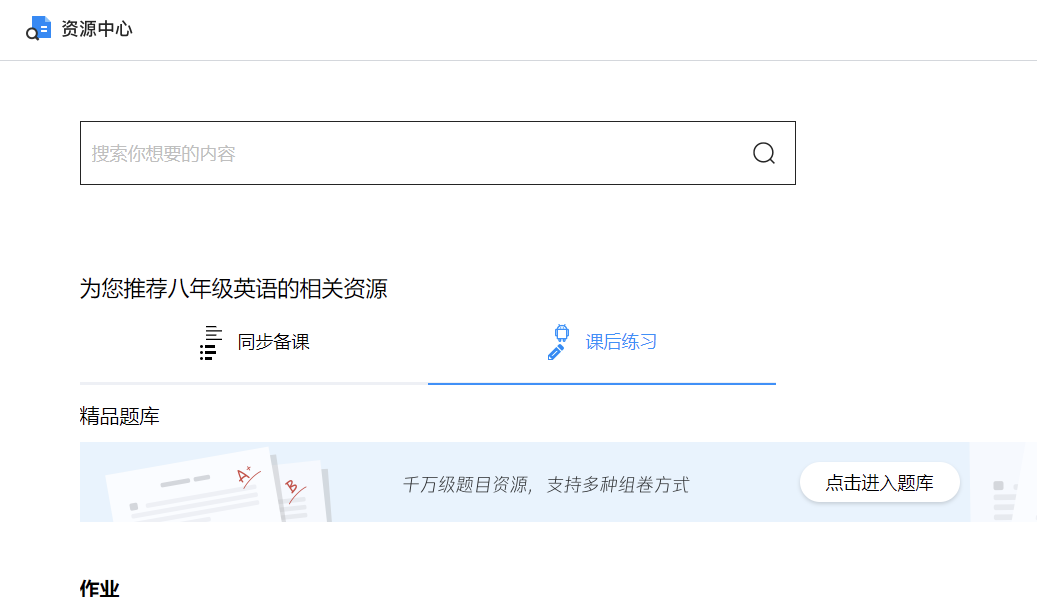 资源中心
搜索你想要的内容
为您推荐八年级英语的相关资源
同步备课
课后练习
精品题库
A+
B
千万级题目资源，支持多种组卷方式
点击进入题库
作业